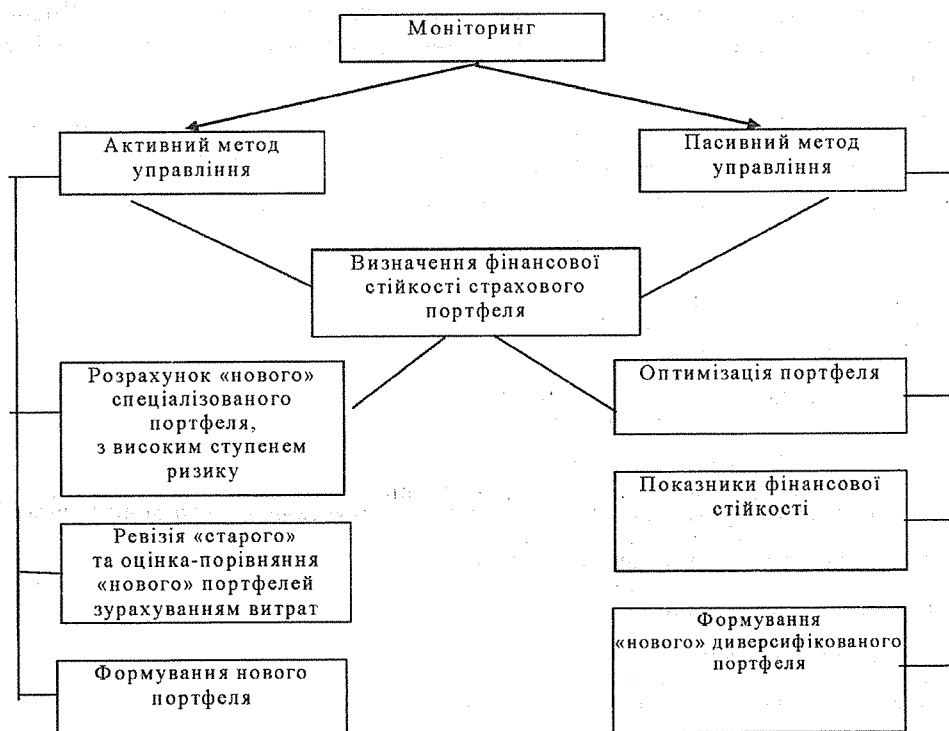 Моніторинг
Активний метод
управління
Пасивний метод
управління
Визначення фінансової
стійкості страхового
портфеля
Розрахунок «нового»
спеціалізованого
портфеля,
з високим ступенем
ризику
Оптимізація портфеля
Показники фінансової
стійкості
Ревізія «старого»
та оцінка-порівняння
«нового» портфелей
зурахуванням витрат
Формування
«нового» диверсифікованого
портфеля
Формування нового
портфеля